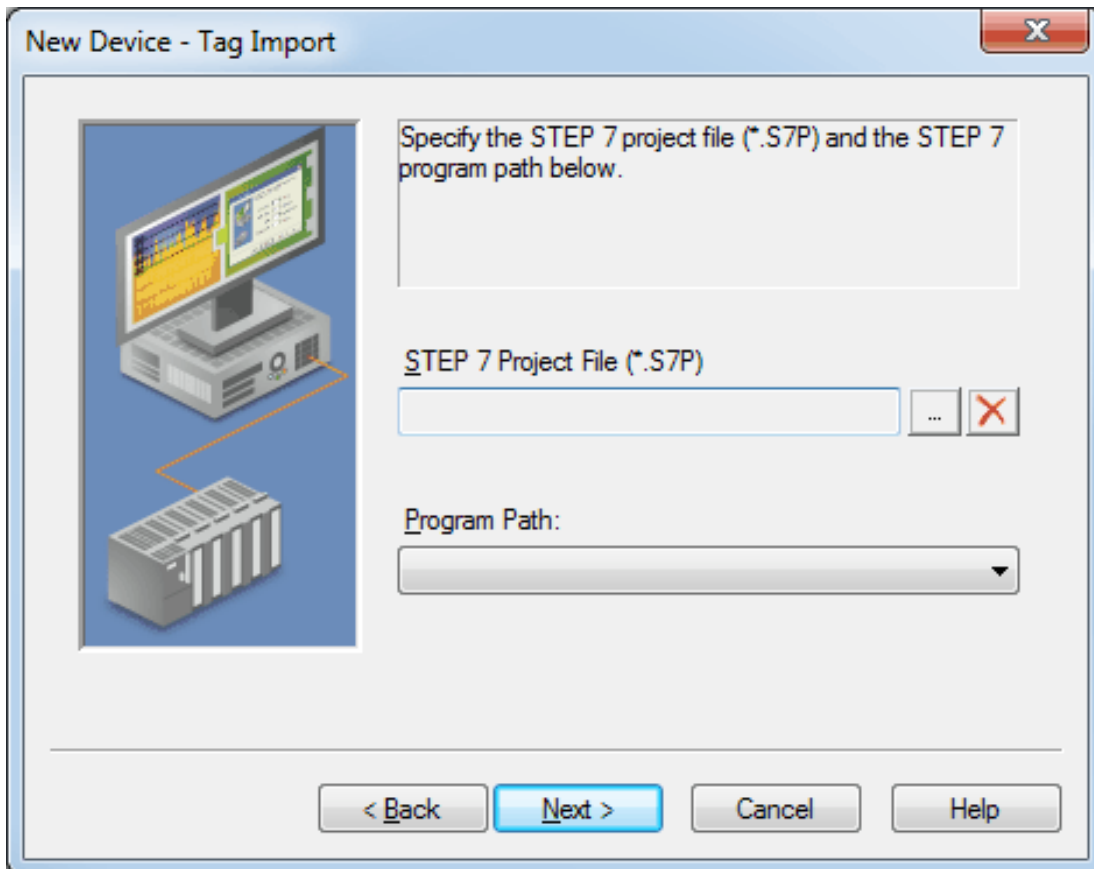 New Device - Tag Import
Specify the STEP 7 project file (*.S7P) and the STEP 7
program path below.
STEP 7 Project File (*.S7P)
...
Program Path:
< Back
Next >
Cancel
Help